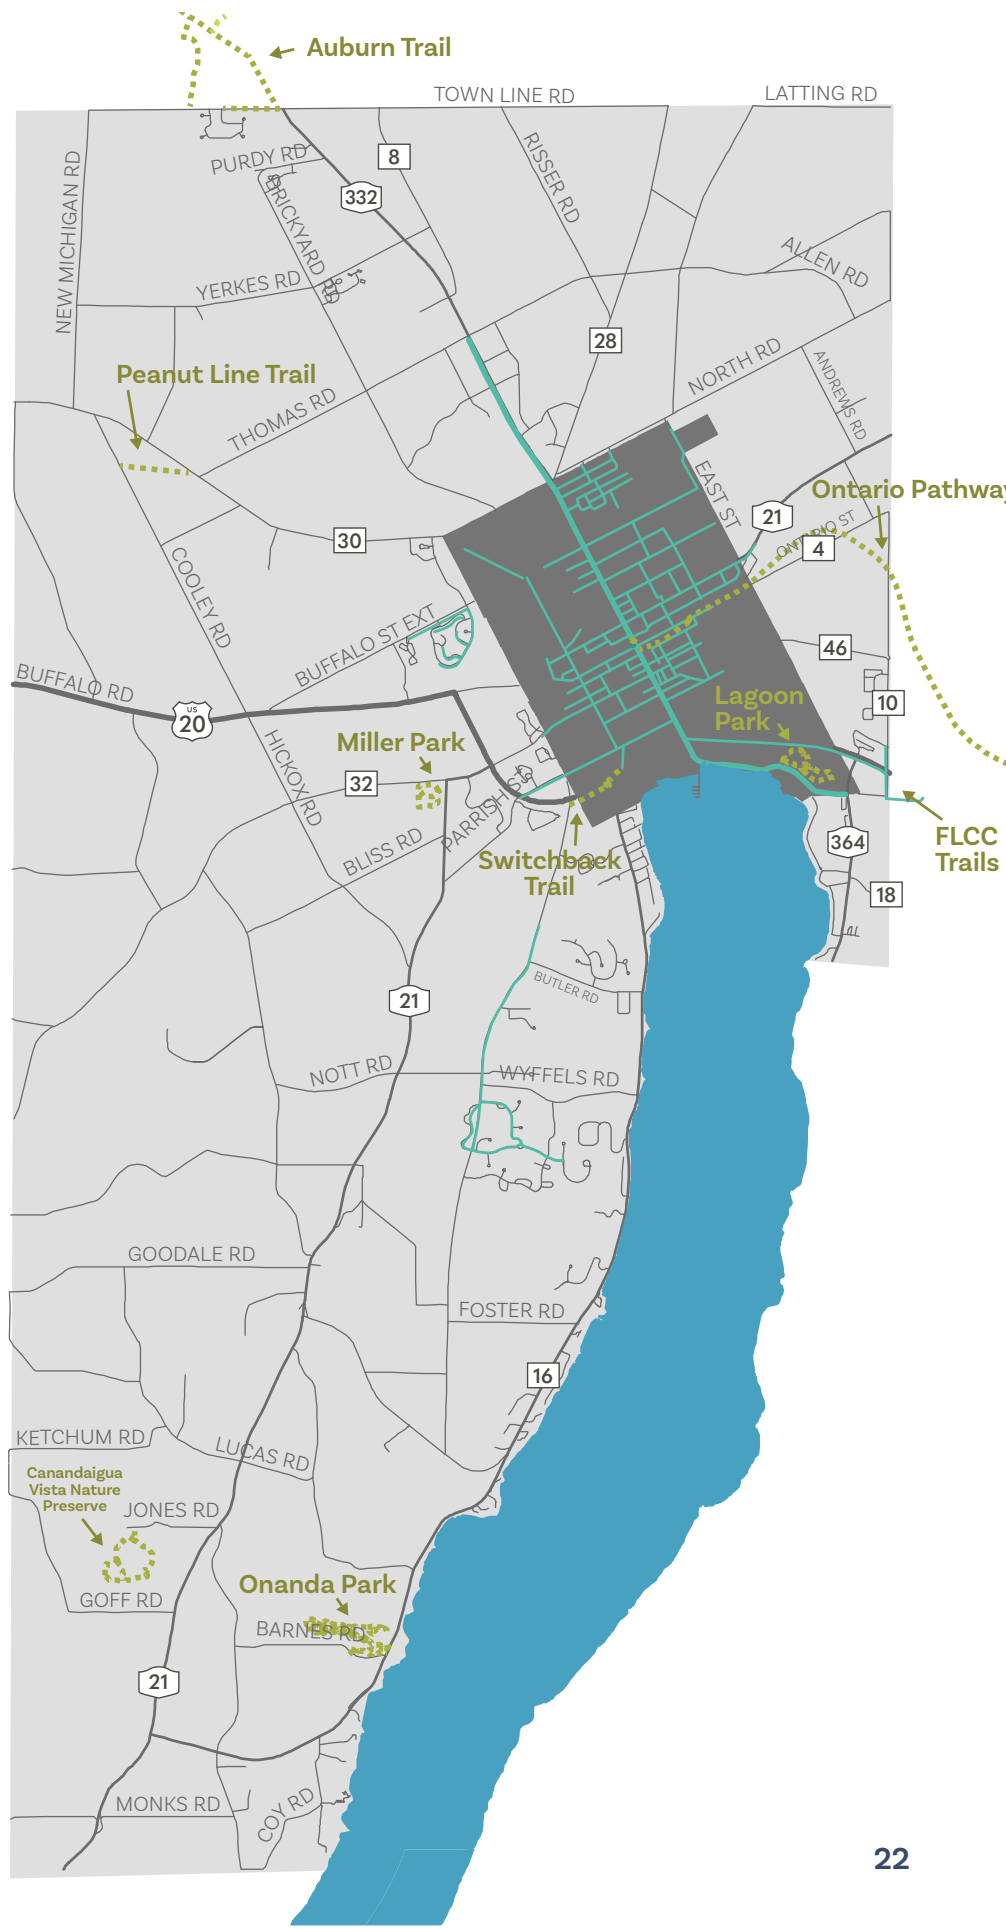 Auburn Trail
TOWN LINE RD
LATTING RD
8
PURDY RD
RISSER RD
332
NEW MICHIGAN RD
BRICKYARD RD
ALLEN RD
YERKES RD
28
NORTH RD
Peanut Line Trail
ANDREWS RD
THOMAS RD
EAST ST
Ontario Pathway
21
ONTARIO ST
4
30
COOLEY RD
BUFFALO ST EXT
46
BUFFALO RD
US
20
Lagoon
Park
10
HICKOX RD
Miller Park
32
PARRISH ST
BLISS RD
FLCC
Trails
364
Switchback
Trail
18
BUTLER RD
21
NOTT RD
WYFFELS RD
GOODALE RD
FOSTER RD
16
KETCHUM RD
LUCAS RD
Canandaigua
Vista Nature
Preserve
JONES RD
Onanda Park
GOFF RD
BARNES RD
21
MONKS RD
COY RD
22